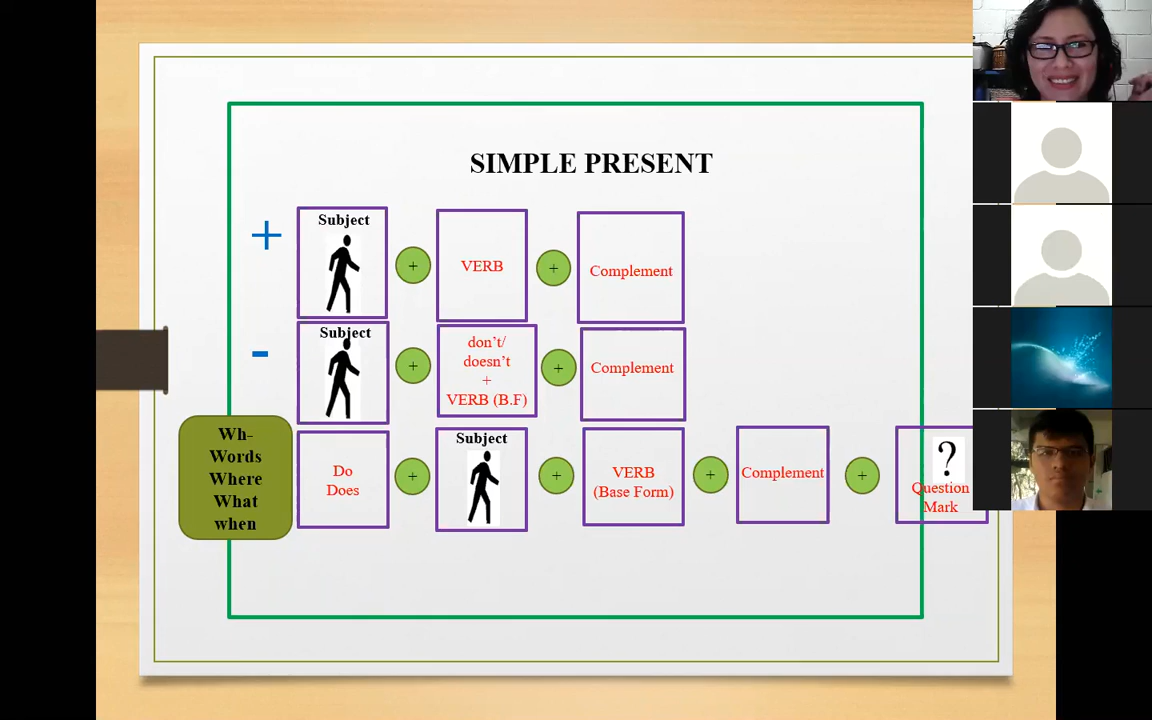 SIMPLE PRESENT
+
Subject
+
VERB
+
Complement
-
Subject
+
don't/
doesn't
+
VERB (B.F)
+
Complement
Wh-
Words
Where
What
when
Do
Does
+
Subject
+
VERB
(Base Form)
+
Complement
+
?
Question
Mark